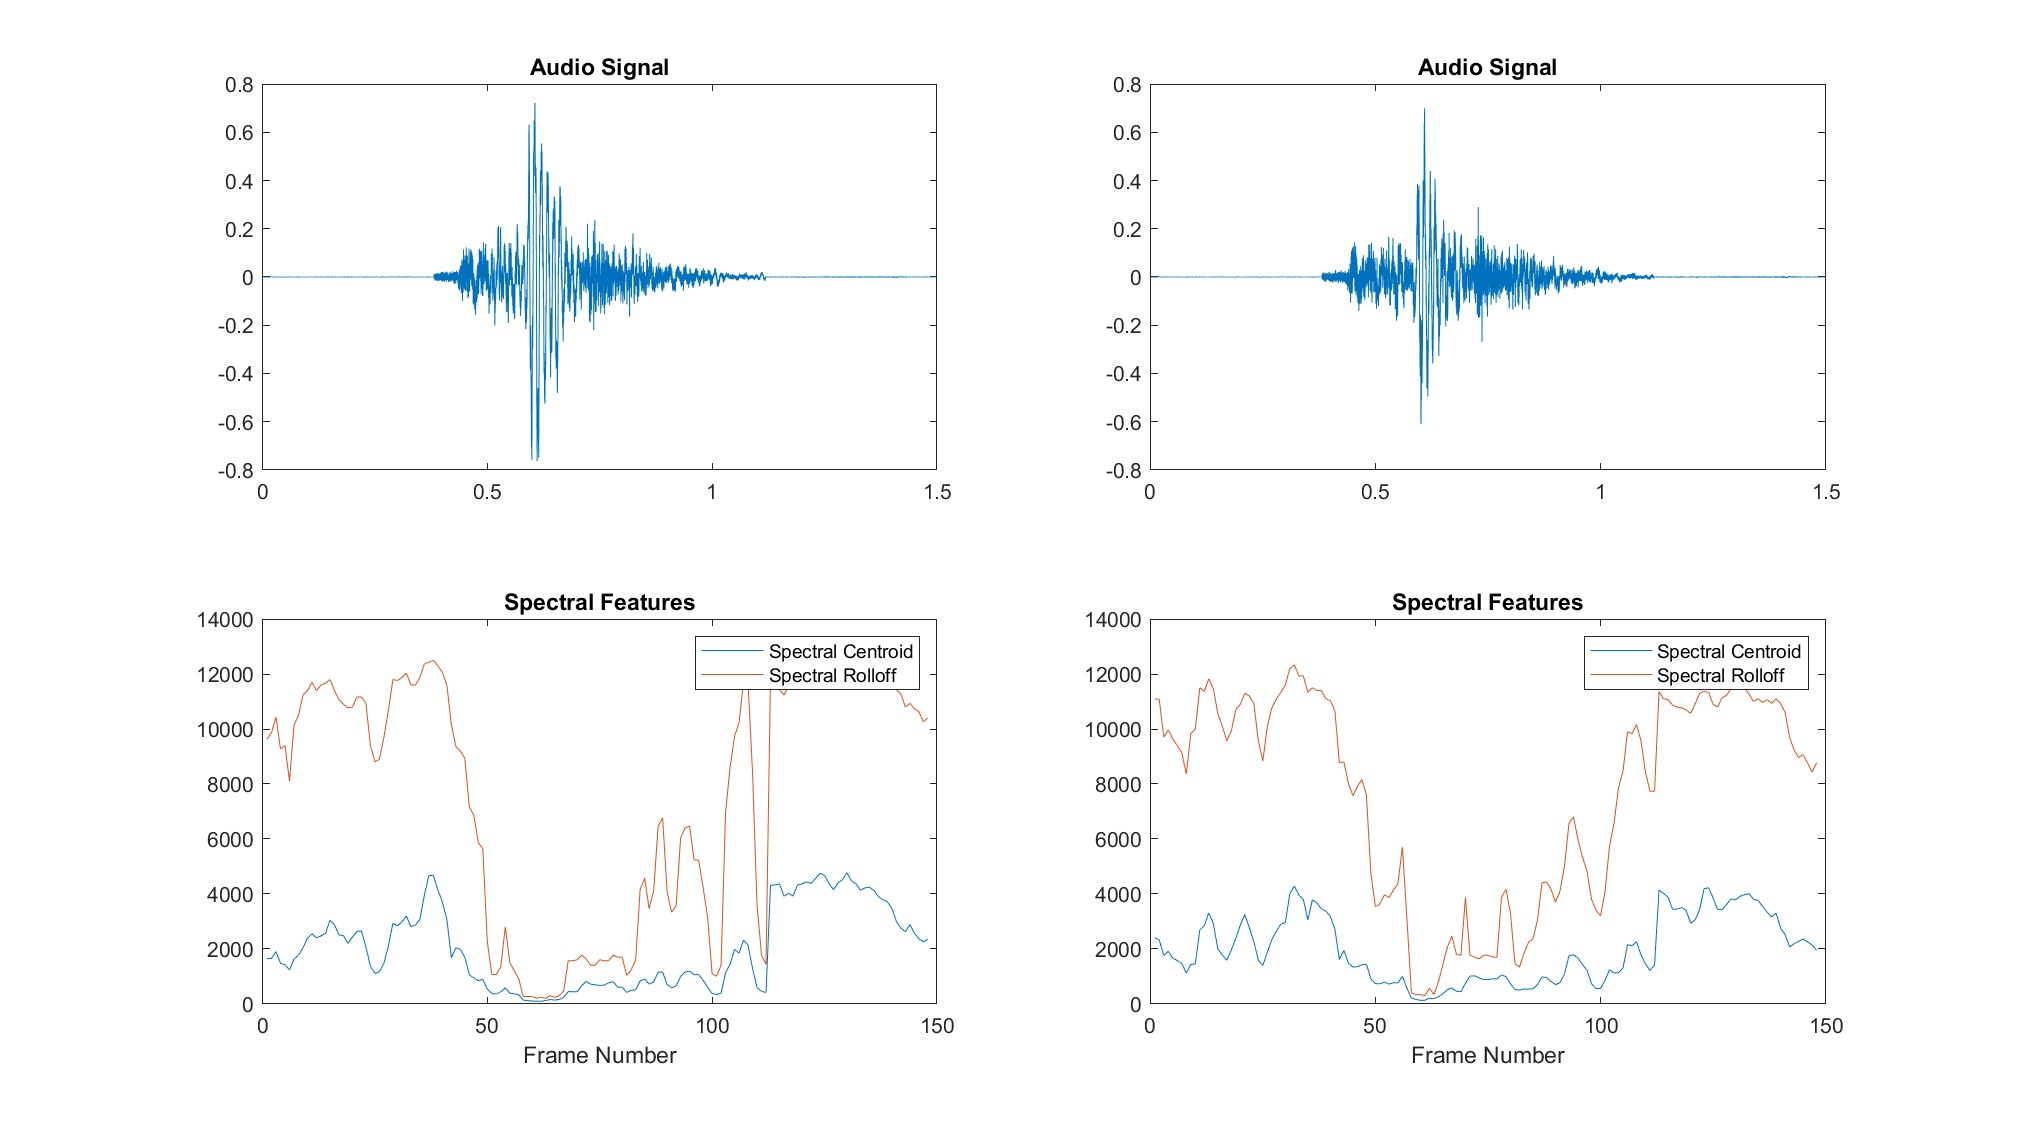 Audio Signal
0.8
0.6
0.4
0.2
0
-0.2
-0.4
-0.6
-0.8
0 0.5 1 1.5
Audio Signal
0.8
0.6
0.4
0.2
0
-0.2
-0.4
-0.6
-0.8
0 0.5 1 1.5
Spectral Features
14000
12000
10000
8000
6000
4000
2000
0
Spectral Centroid
Spectral Rolloff
0 50 100 150
Frame Number
Spectral Features
14000
12000
10000
8000
6000
4000
2000
0
Spectral Centroid
Spectral Rolloff
0 50 100 150
Frame Number